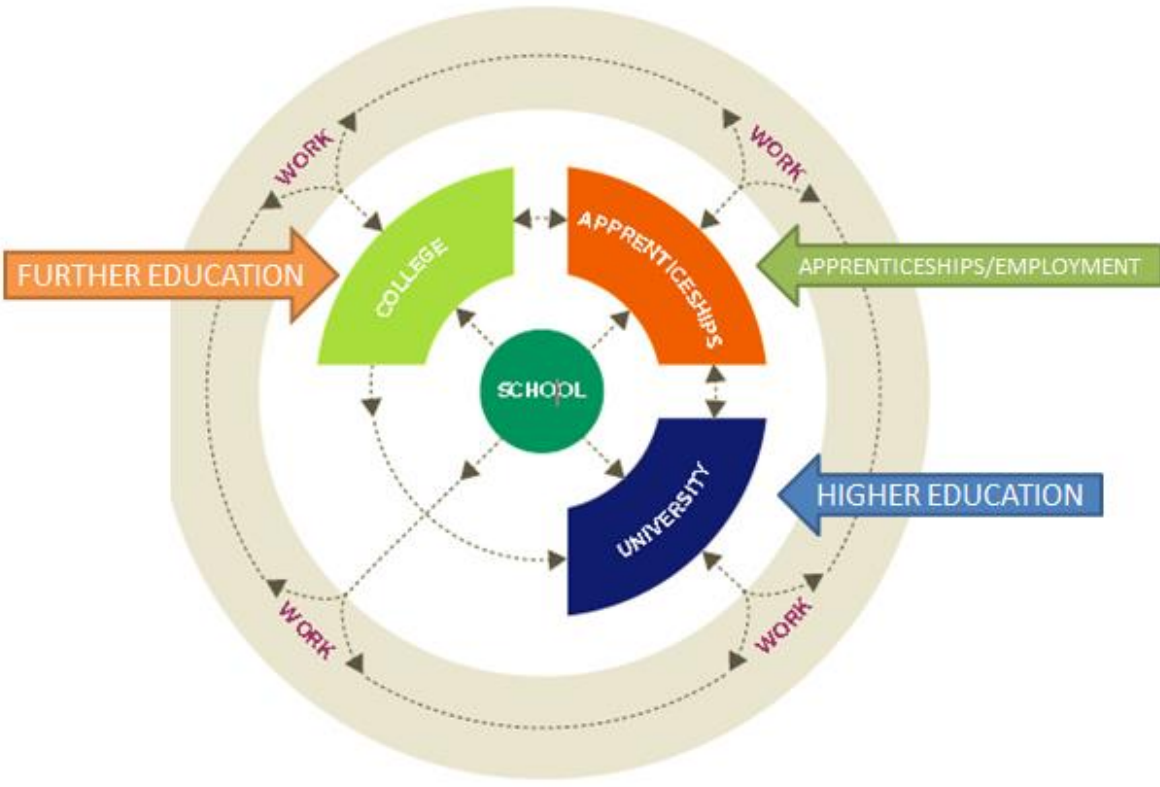 WORK
WORK
COLLEGE
APPRENTICESHIPS
FURTHER EDUCATION
APPRENTICESHIPS/EMPLOYMENT
SCHOOL
UNIVERSITY
HIGHER EDUCATION
WORK
WORK